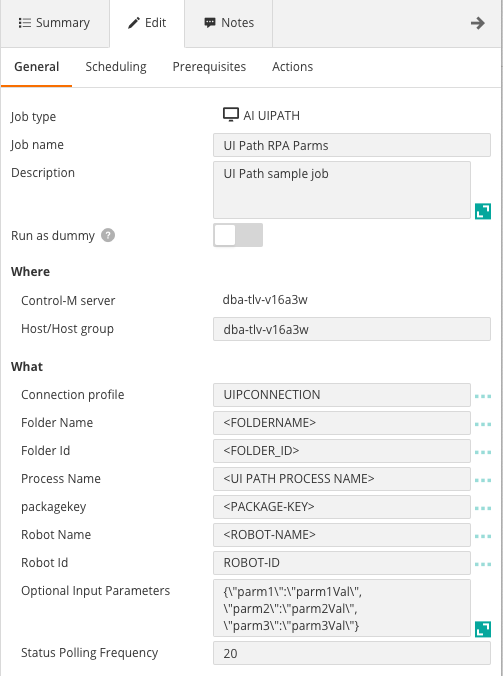 Summary Edit Notes
General Scheduling Prerequisites Actions
Job type AI UIPATH
Job name UI Path RPA Parms
Description UI Path sample job
Run as dummy ?
Where
Control-M server dba-tlv-v16a3w
Host/Host group dba-tlv-v16a3w
What
Connection profile UIPCONNECTION
Folder Name <FOLDERNAME>
Folder Id <FOLDER_ID>
Process Name <UI PATH PROCESS NAME>
packagekey <PACKAGE-KEY>
Robot Name <ROBOT-NAME>
Robot Id ROBOT-ID
Optional Input Parameters {\"parm1\":\"parm1Val\",
\"parm2\":\"parm2Val\",
\"parm3\":\"parm3Val\"}
Status Polling Frequency 20